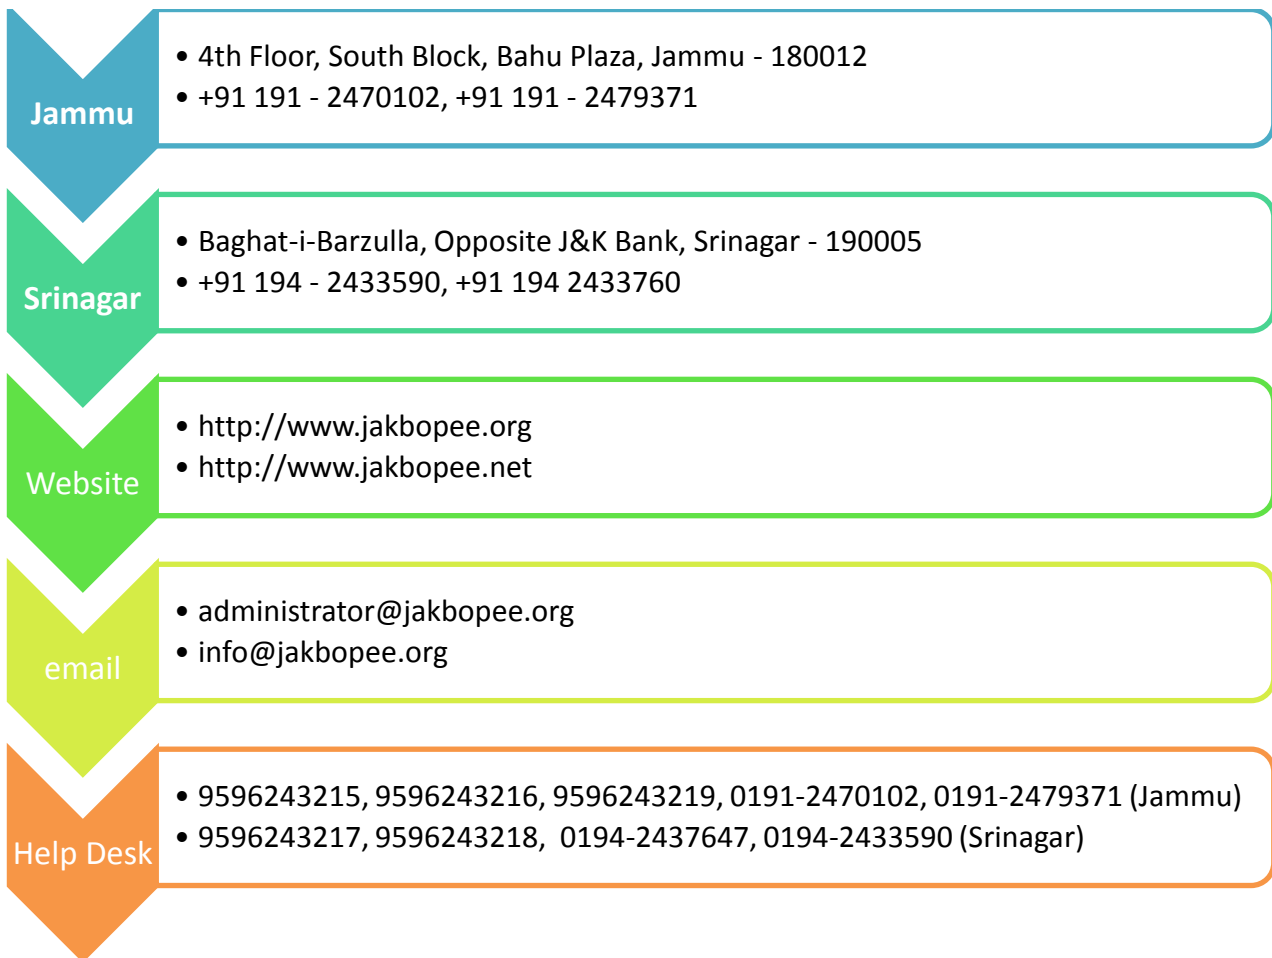 Jammu
• 4th Floor, South Block, Bahu Plaza, Jammu - 180012
• +91 191 - 2470102, +91 191 - 2479371
Srinagar
• Baghat-i-Barzulla, Opposite J&K Bank, Srinagar - 190005
• +91 194 - 2433590, +91 194 2433760
Website
• http://www.jakbopee.org
• http://www.jakbopee.net
email
• administrator@jakbopee.org
• info@jakbopee.org
Help Desk
• 9596243215, 9596243216, 9596243219, 0191-2470102, 0191-2479371 (Jammu)
• 9596243217, 9596243218,  0194-2437647, 0194-2433590 (Srinagar)